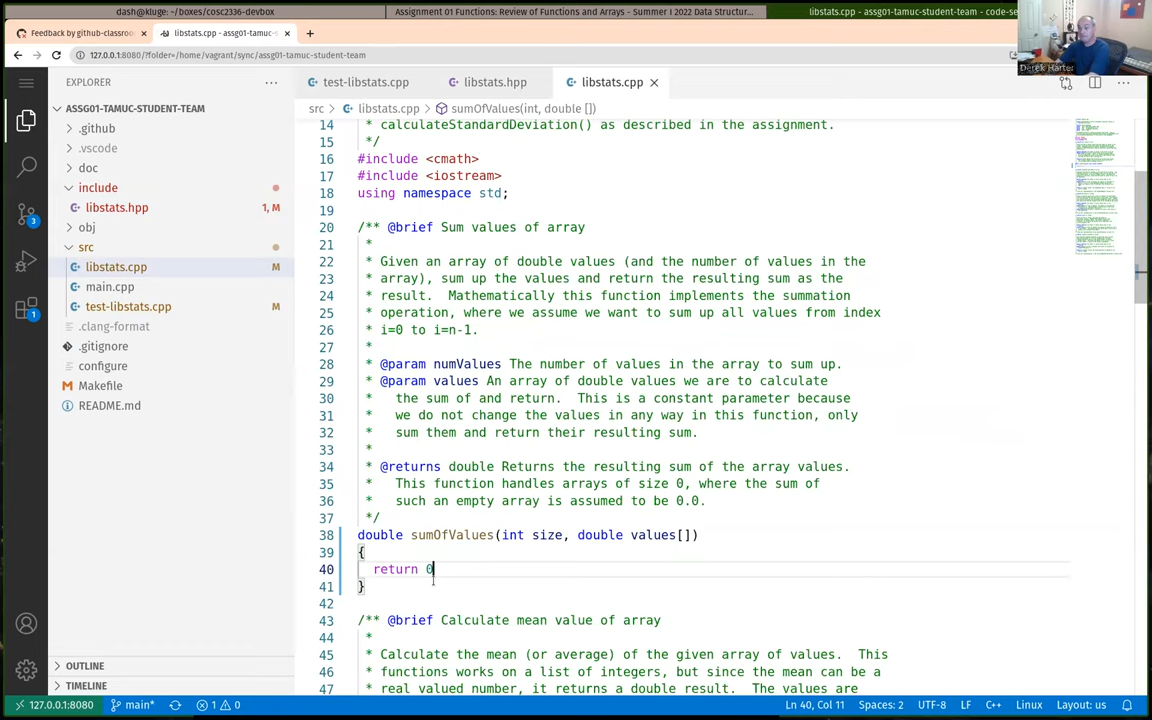 dash@kluge: ~/boxes/cosc2336-devbox
Assignment 01 Functions: Review of Functions and Arrays - Summer I 2022 Data Structur...
libstats.cpp - assg01-tamuc-student-team - code-se
Feedback by github-classroo
libstats.cpp - assg01-tamuc-
127.0.0.1:8080/?folder=/home/vagrant/sync/assg01-tamuc-student-team
Derek Harter
EXPLORER
test-libstats.cpp
libstats.hpp
libstats.cpp
ASSG01-TAMUC-STUDENT-TEAM
src > libstats.cpp > sumOfValues(int, double [])
.github
.vscode
doc
include
libstats.hpp 1, M
obj
src
libstats.cpp M
main.cpp
test-libstats.cpp M
.clang-format
.gitignore
configure
Makefile
README.md
3
1
OUTLINE
TIMELINE
14 * calculateStandardDeviation() as described in the assignment.
15 */
16 #include <cmath>
17 #include <iostream>
18 using namespace std;
19
20 /** @brief Sum values of array
21 *
22 * Given an array of double values (and the number of values in the
23 * array), sum up the values and return the resulting sum as the
24 * result.  Mathematically this function implements the summation
25 * operation, where we assume we want to sum up all values from index
26 * i=0 to i=n-1.
27 *
28 * @param numValues The number of values in the array to sum up.
29 * @param values An array of double values we are to calculate
30 *   the sum of and return.  This is a constant parameter because
31 *   we do not change the values in any way in this function, only
32 *   sum them and return their resulting sum.
33 *
34 * @returns double Returns the resulting sum of the array values.
35 *   This function handles arrays of size 0, where the sum of
36 *   such an empty array is assumed to be 0.0.
37 */
38 double sumOfValues(int size, double values[])
39 {
40   return 0
41 }
42
43 /** @brief Calculate mean value of array
44 *
45 * Calculate the mean (or average) of the given array of values.  This
46 * functions works on a list of integers, but since the mean can be a
47 * real valued number, it returns a double result.  The values are
127.0.0.1:8080 main* 1 0 Ln 40, Col 11 Spaces: 2 UTF-8 LF C++ Linux Layout: us